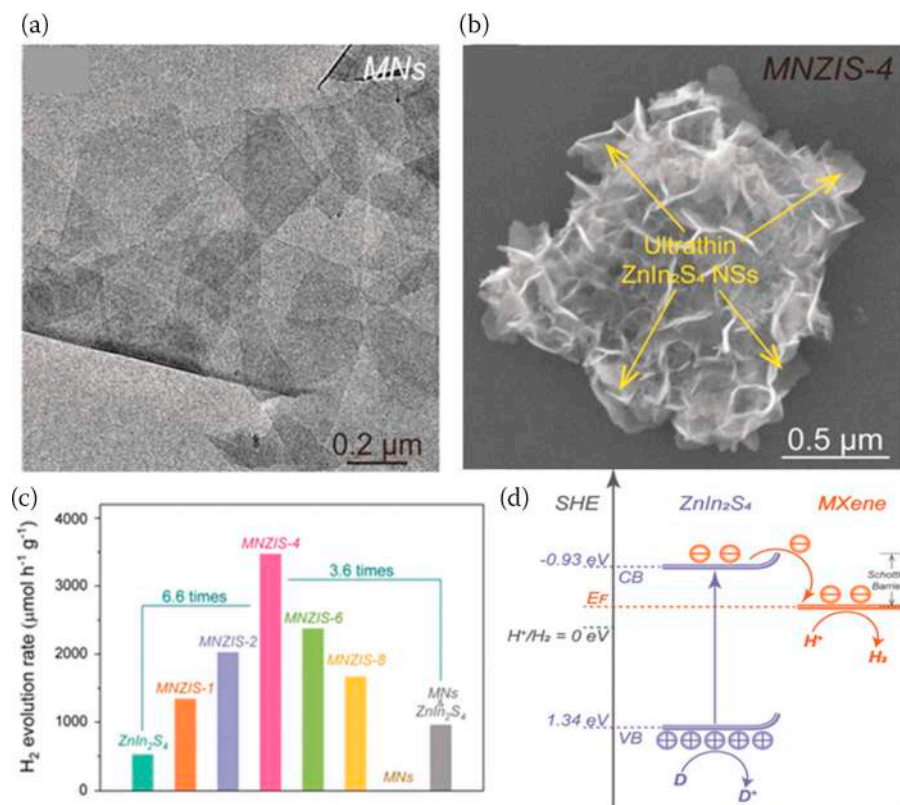 (a)
MNs
0.2 μm
(b)
MNZIS-4
Ultrathin
ZnIn₂S₄ NSs
0.5 μm
(c)
H₂ evolution rate (μmol h⁻¹ g⁻¹)
4000
3000
2000
1000
0
6.6 times
3.6 times
ZnIn₂S₄
MNZIS-1
MNZIS-2
MNZIS-4
MNZIS-6
MNZIS-8
MNs
MNs
&
ZnIn₂S₄
(d)
SHE
ZnIn₂S₄
MXene
-0.93 eV
CB
EF
H⁺/H₂ = 0 eV
1.34 eV
VB
D
D⁺
H⁺
H₂
Schott
Barrie